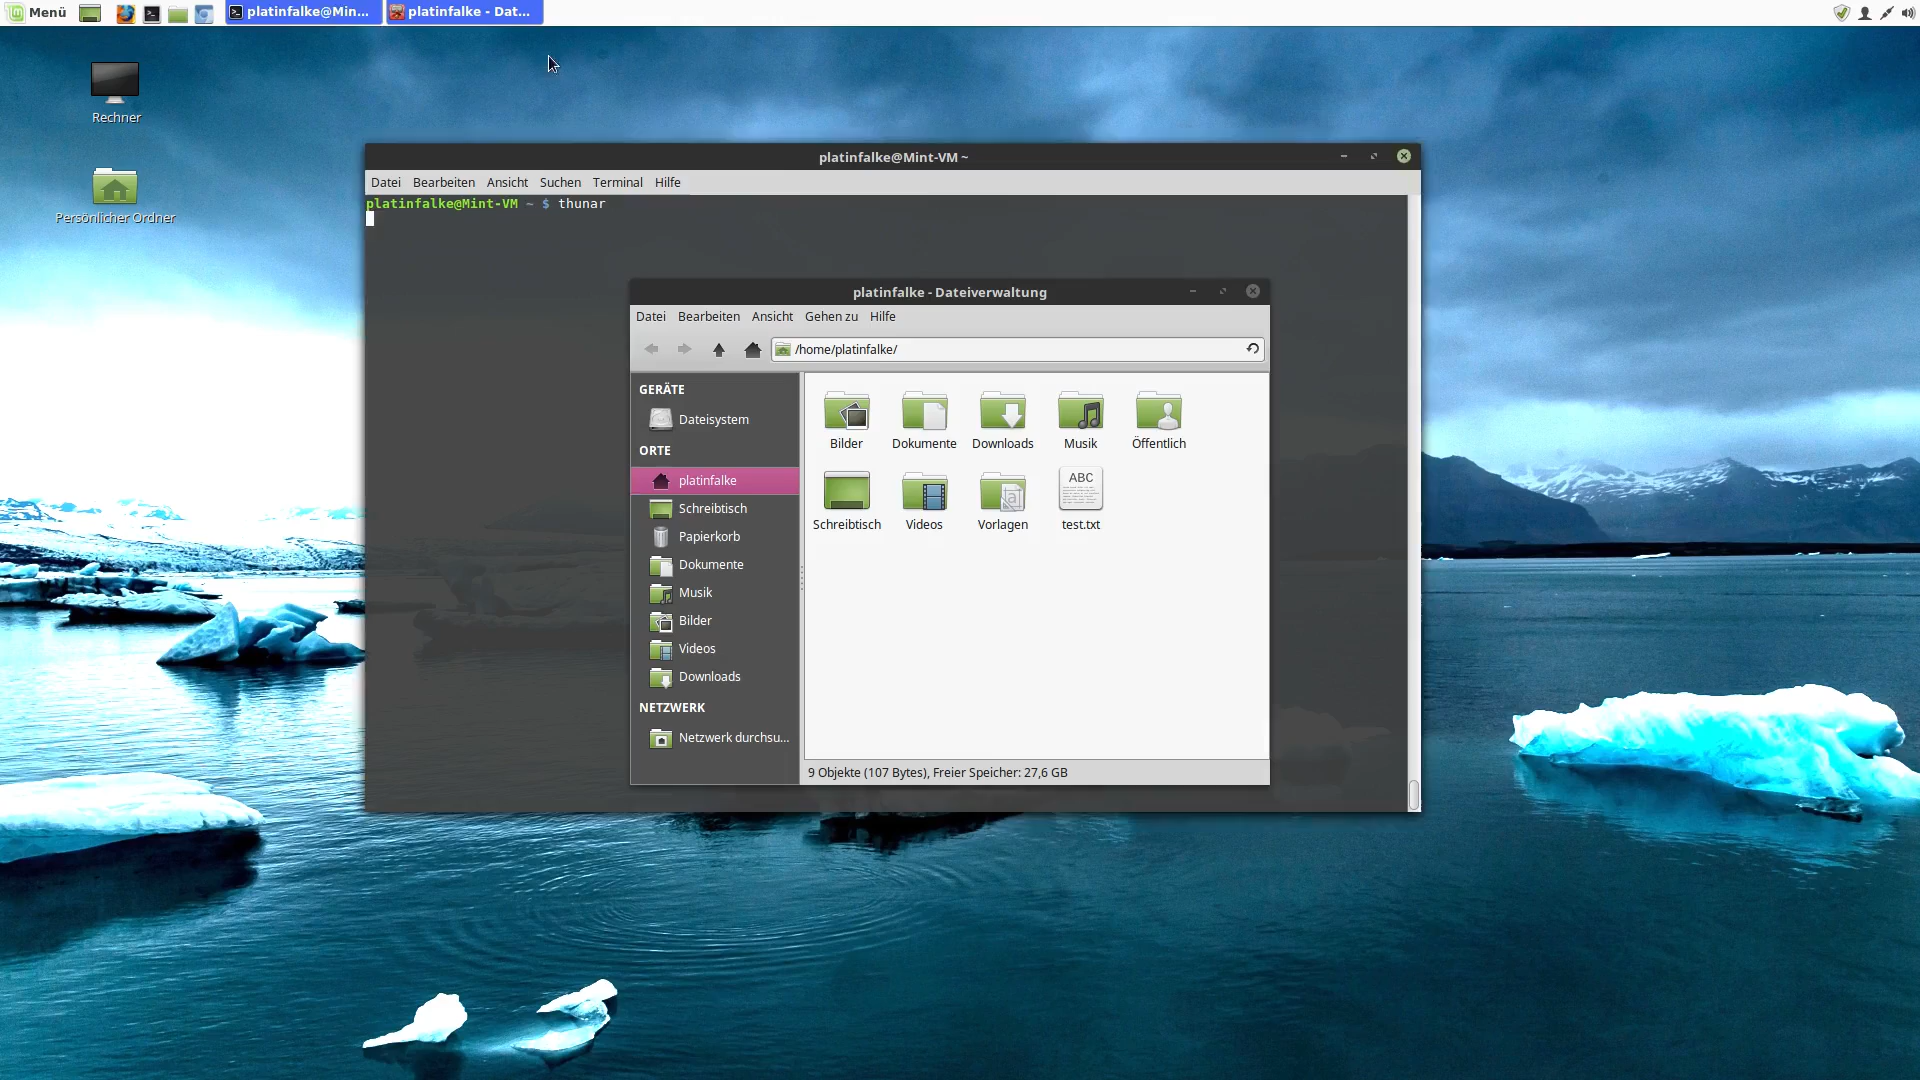 Menü
platinfalke@Min...
platinfalke - Dat...
Rechner
Persönlicher Ordner
platinfalke@Mint-VM ~
Datei Bearbeiten Ansicht Suchen Terminal Hilfe
platinfalke@Mint-VM ~ $ thunar
platinfalke - Dateiverwaltung
Datei Bearbeiten Ansicht Gehen zu Hilfe
/home/platinfalke/
GERÄTE
Dateisystem
ORTE
platinfalke
Schreibtisch
Papierkorb
Dokumente
Musik
Bilder
Videos
Downloads
NETZWERK
Netzwerk durchsu...
Bilder Dokumente Downloads Musik Öffentlich
ABC
Schreibtisch Videos Vorlagen test.txt
9 Objekte (107 Bytes), Freier Speicher: 27,6 GB